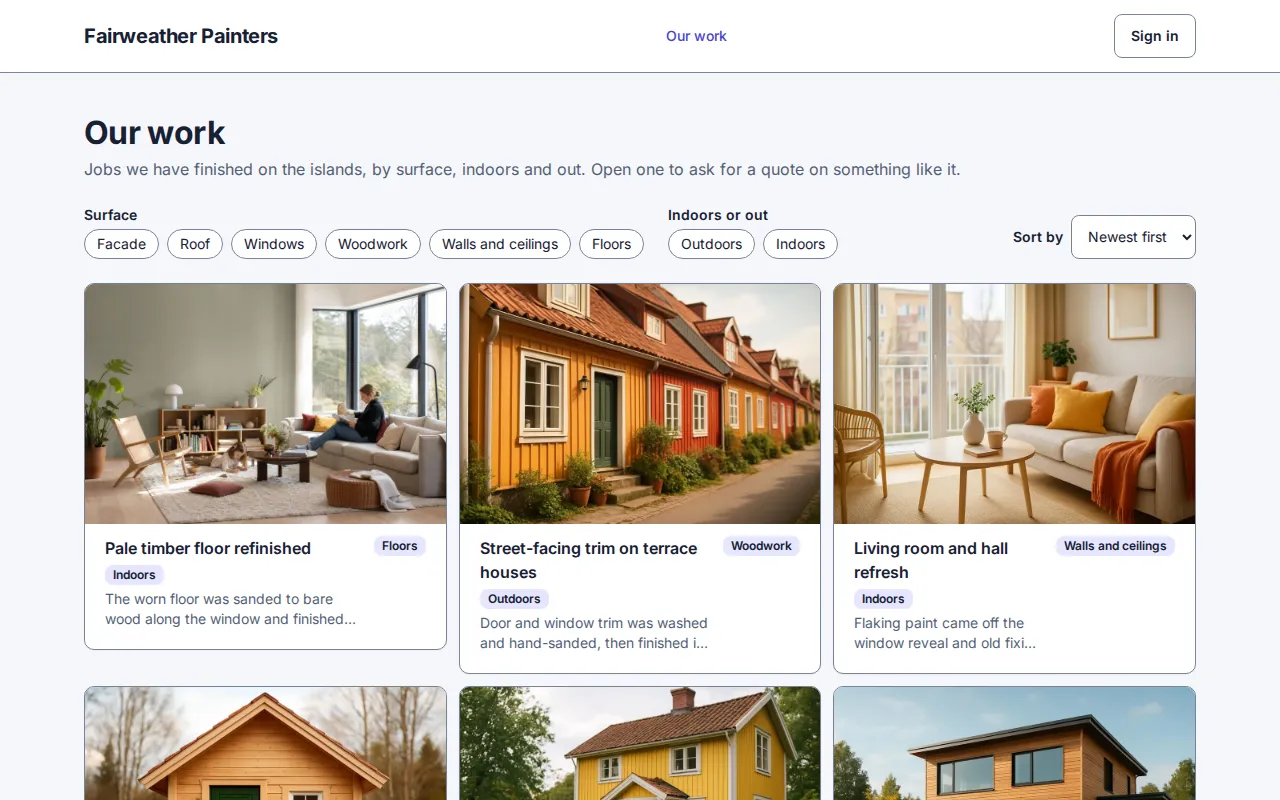 Fairweather Painters
Our work
Sign in
Our work
Jobs we have finished on the islands, by surface, indoors and out. Open one to ask for a quote on something like it.
Surface
Facade
Roof
Windows
Woodwork
Walls and ceilings
Floors
Indoors or out
Outdoors
Indoors
Sort by
Newest first
Pale timber floor refinished
Floors
Indoors
The worn floor was sanded to bare
wood along the window and finished...
Street-facing trim on terrace
houses
Woodwork
Outdoors
Door and window trim was washed
and hand-sanded, then finished i...
Living room and hall
refresh
Walls and ceilings
Indoors
Flaking paint came off the
window reveal and old fixi...